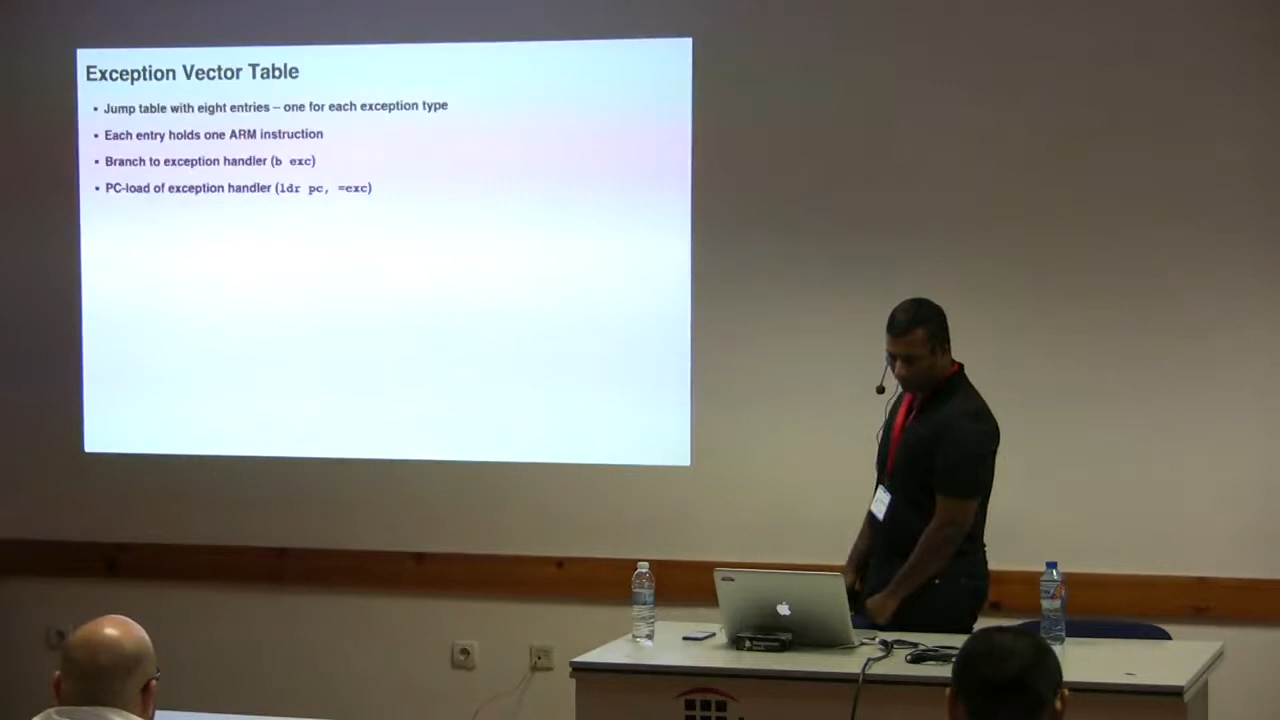 Exception Vector Table
• Jump table with eight entries – one for each exception type
• Each entry holds one ARM instruction
• Branch to exception handler (b exc)
• PC-load of exception handler (ldr pc, =exc)